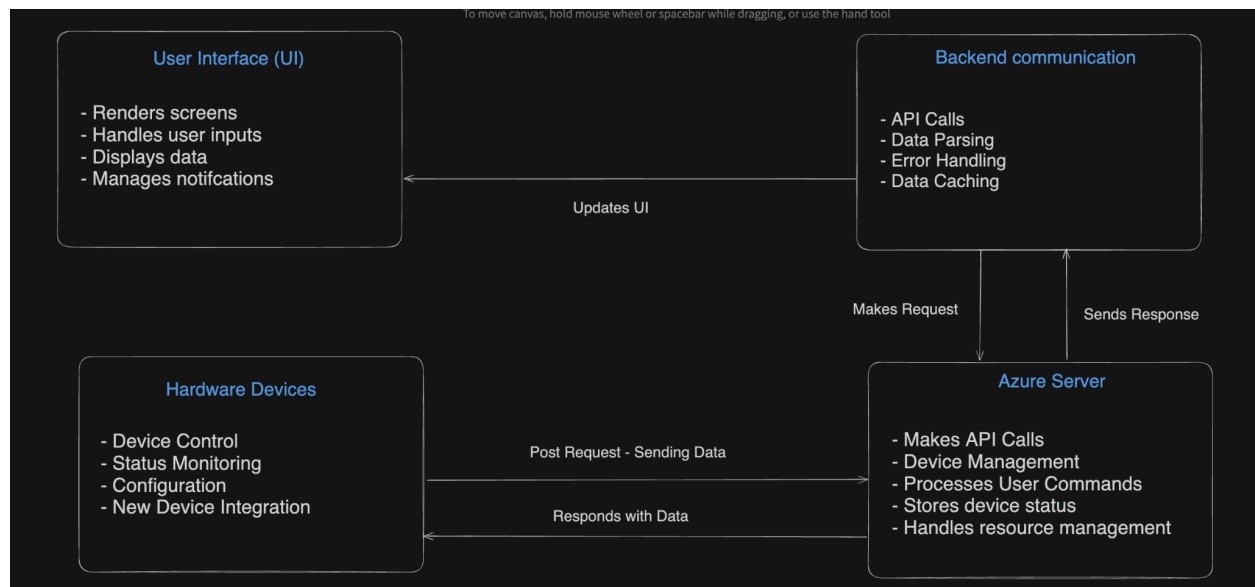 To move canvas, hold mouse wheel or spacebar while dragging, or use the hand tool
User Interface (UI)
- Renders screens
- Handles user inputs
- Displays data
- Manages notifcations
Backend communication
- API Calls
- Data Parsing
- Error Handling
- Data Caching
Updates UI
Makes Request
Sends Response
Hardware Devices
- Device Control
- Status Monitoring
- Configuration
- New Device Integration
Post Request - Sending Data
Responds with Data
Azure Server
- Makes API Calls
- Device Management
- Processes User Commands
- Stores device status
- Handles resource management